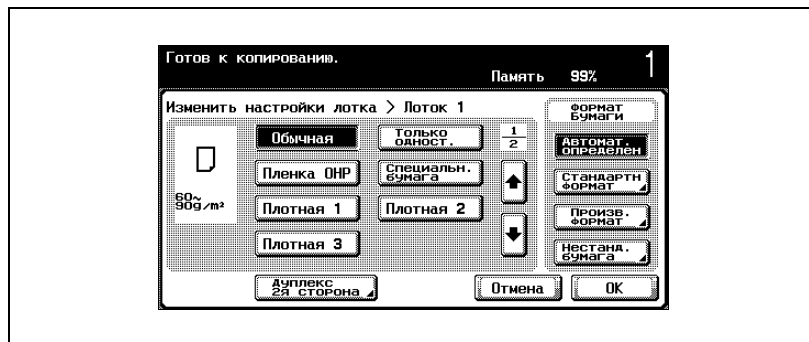 Готов к копированию.
Память 99% 1
Изменить настройки лотка > Лоток 1
Формат бумаги
Обычная
Только одност.
1/2
Автомат. определен
Пленка OHP
Специальн. бумага
Стандартн формат
60~90g/m²
Плотная 1
Плотная 2
Произв. формат
Плотная 3
Нестанд. бумага
Дуплекс 2я сторона
Отмена
OK